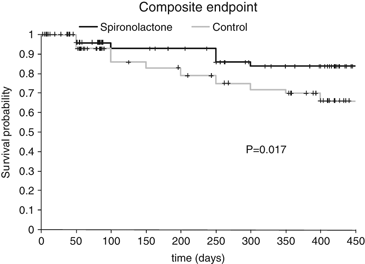 Composite endpoint
Spironolactone Control
Survival probability
1
0.9
0.8
0.7
0.6
0.5
0.4
0.3
0.2
0.1
0
P=0.017
0 50 100 150 200 250 300 350 400 450
time (days)